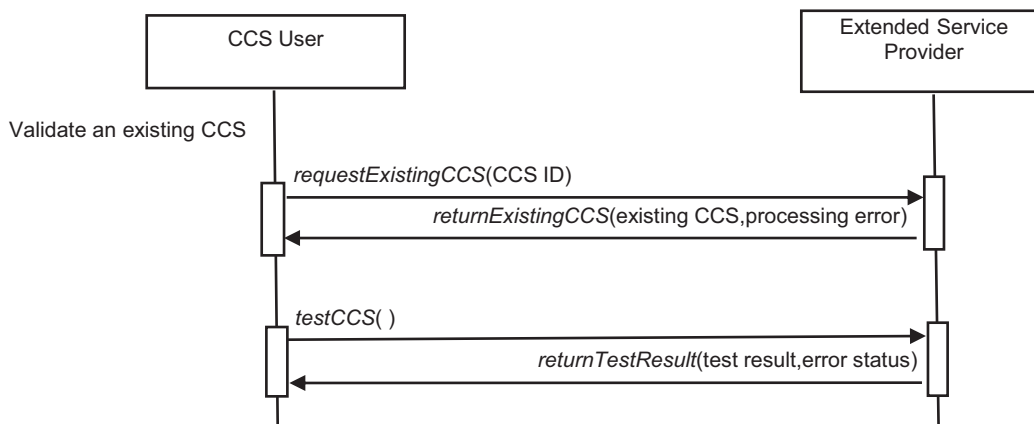 CCS User
Extended Service
Provider
Validate an existing CCS
requestExistingCCS(CCS ID)
returnExistingCCS(existing CCS,processing error)
testCCS( )
returnTestResult(test result,error status)